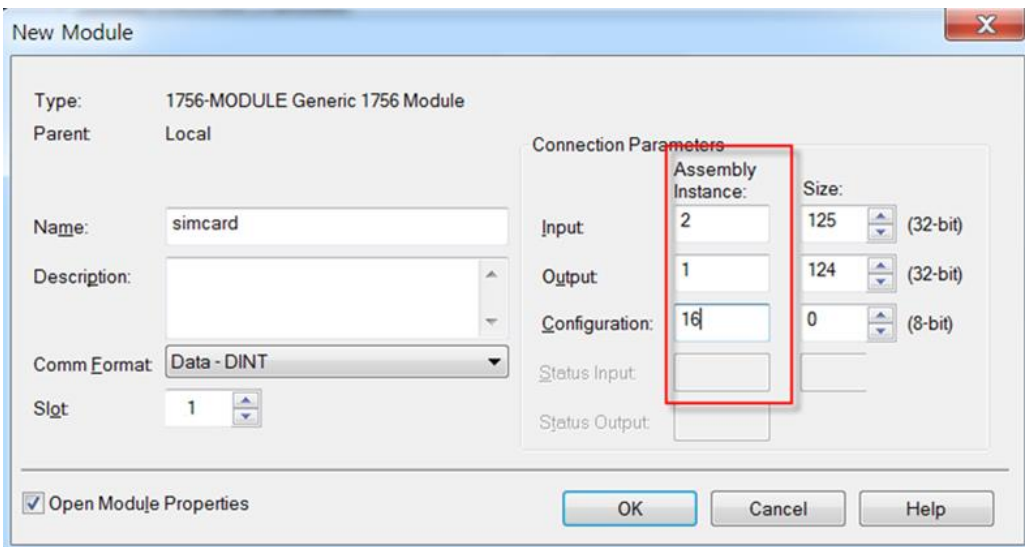 New Module
Type: 1756-MODULE Generic 1756 Module
Parent: Local
Name: simcard
Description:
Comm Format: Data - DINT
Slot: 1
Connection Parameters
Assembly
Instance: Size:
Input: 2 125 (32-bit)
Output: 1 124 (32-bit)
Configuration: 16 0 (8-bit)
Status Input:
Status Output:
Open Module Properties
OK Cancel Help